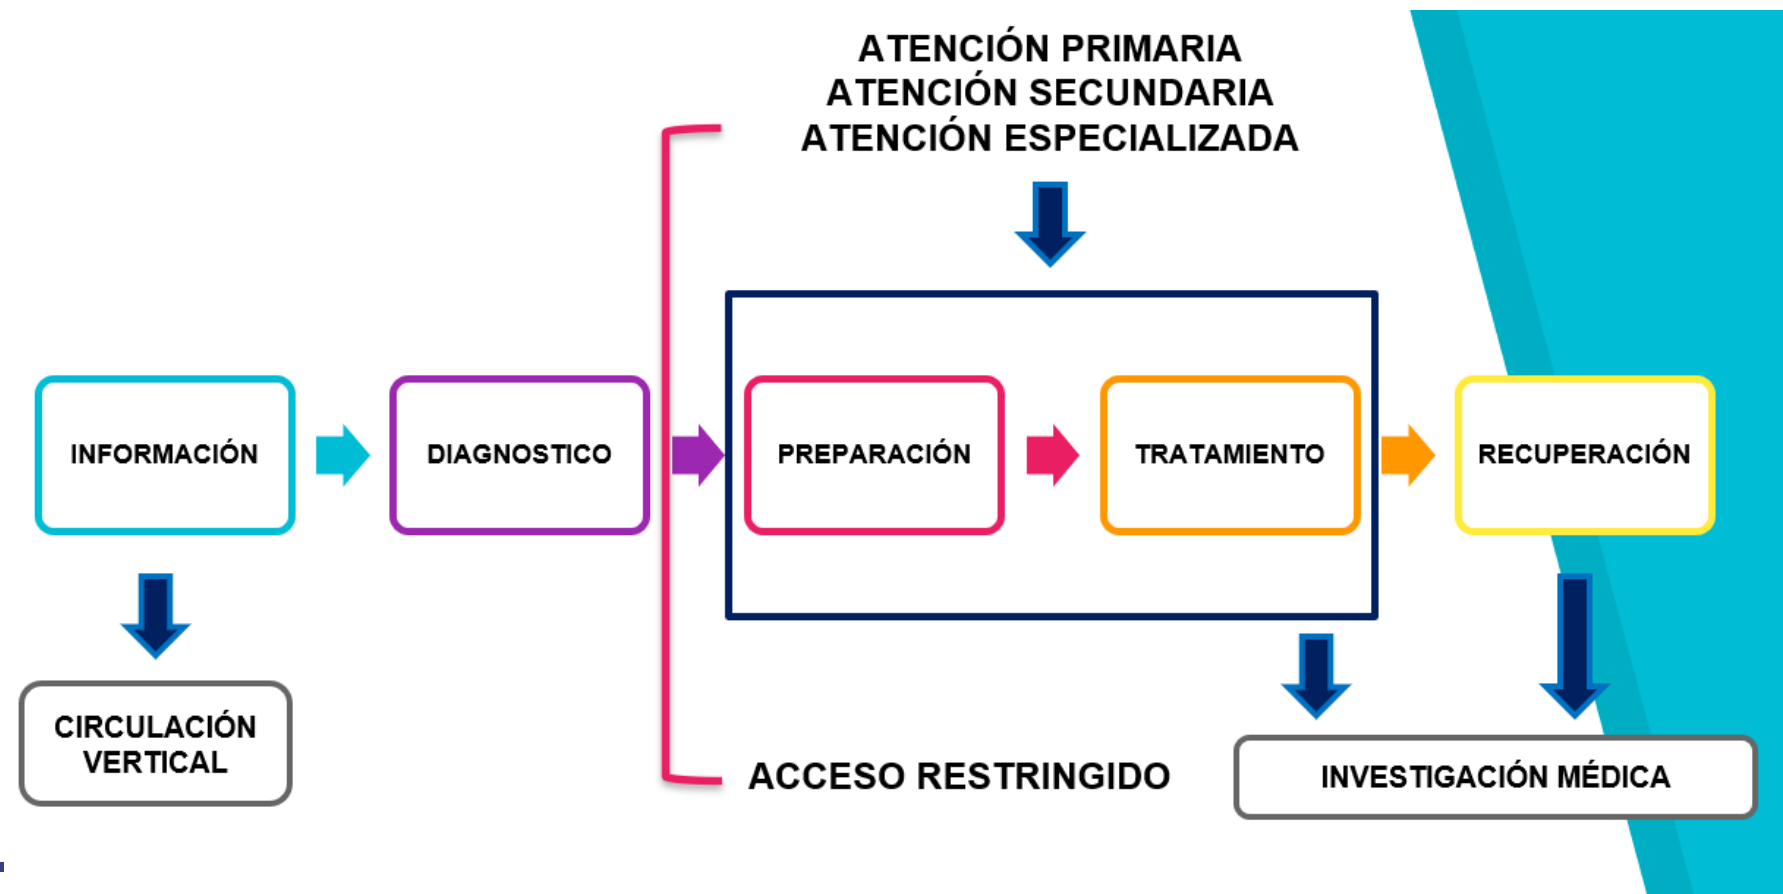 ATENCIÓN PRIMARIA
ATENCIÓN SECUNDARIA
ATENCIÓN ESPECIALIZADA
INFORMACIÓN
DIAGNOSTICO
PREPARACIÓN
TRATAMIENTO
RECUPERACIÓN
CIRCULACIÓN
VERTICAL
ACCESO RESTRINGIDO
INVESTIGACIÓN MÉDICA